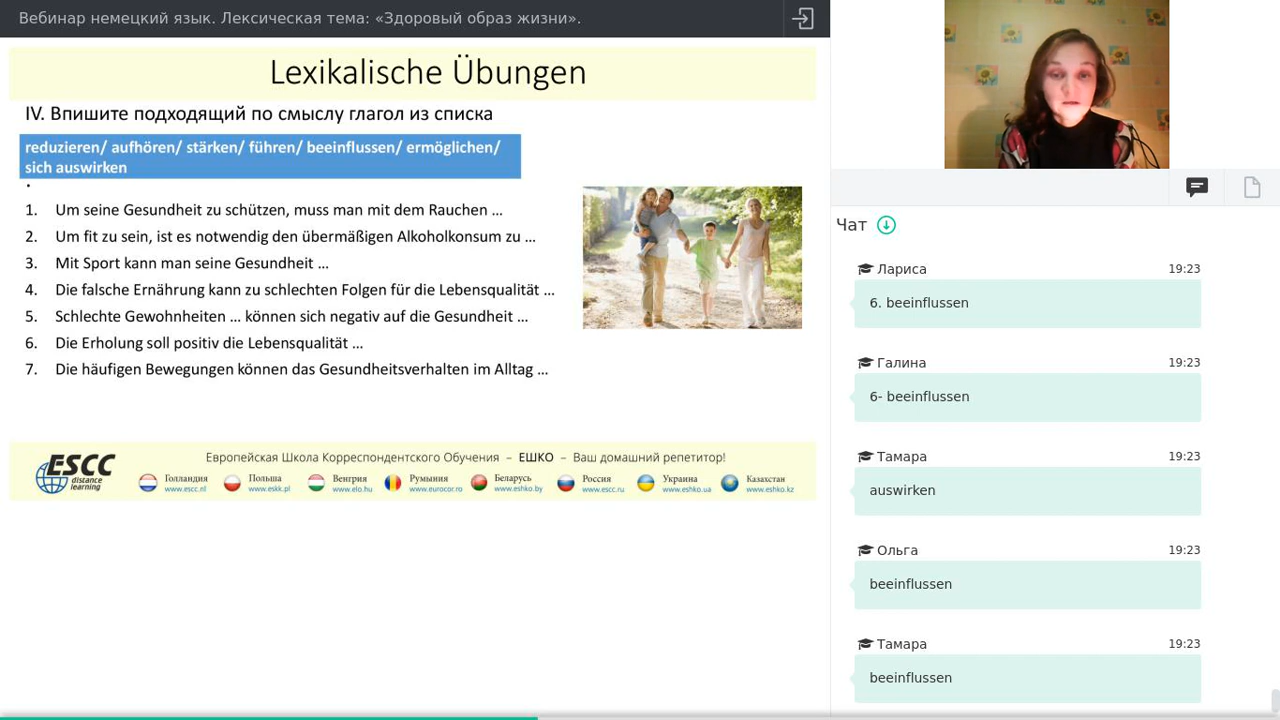 Вебинар немецкий язык. Лексическая тема: «Здоровый образ жизни».
Lexikalische Übungen
IV. Впишите подходящий по смыслу глагол из списка
reduzieren/ aufhören/ stärken/ führen/ beeinflussen/ ermöglichen/
sich auswirken
.
1. Um seine Gesundheit zu schützen, muss man mit dem Rauchen ...
2. Um fit zu sein, ist es notwendig den übermäßigen Alkoholkonsum zu ...
3. Mit Sport kann man seine Gesundheit ...
4. Die falsche Ernährung kann zu schlechten Folgen für die Lebensqualität ...
5. Schlechte Gewohnheiten ... können sich negativ auf die Gesundheit ...
6. Die Erholung soll positiv die Lebensqualität ...
7. Die häufigen Bewegungen können das Gesundheitsverhalten im Alltag ...
ESCC
distance
learning
Европейская Школа Корреспондентского Обучения – ЕШКО – Ваш домашний репетитор!
Голландия
www.escc.nl
Польша
www.eskk.pl
Венгрия
www.elo.hu
Румыния
www.eurocor.ro
Беларусь
www.eshko.by
Россия
www.escc.ru
Украина
www.eshko.ua
Казахстан
www.eshko.kz
Чат
Лариса 19:23
6. beeinflussen
Галина 19:23
6- beeinflussen
Тамара 19:23
auswirken
Ольга 19:23
beeinflussen
Тамара 19:23
beeinflussen